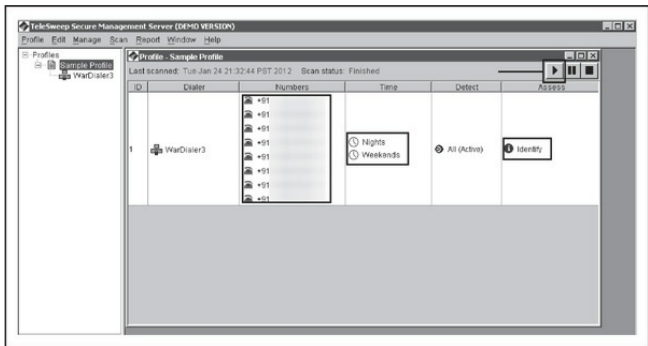 TeleSweep Secure Management Server (DEMO VERSION)
Profile Edit Manage Scan Report Window Help
Profiles
Sample Profile
WarDialer3
Profile - Sample Profile
Last scanned: Tue Jan 24 21:32:44 PST 2012 Scan status: Finished
ID Dialer Numbers Time Detect Assess
+91
+91
+91
1 WarDialer3 +91 Nights All (Active) Identify
+91 Weekends
+91
+91
+91